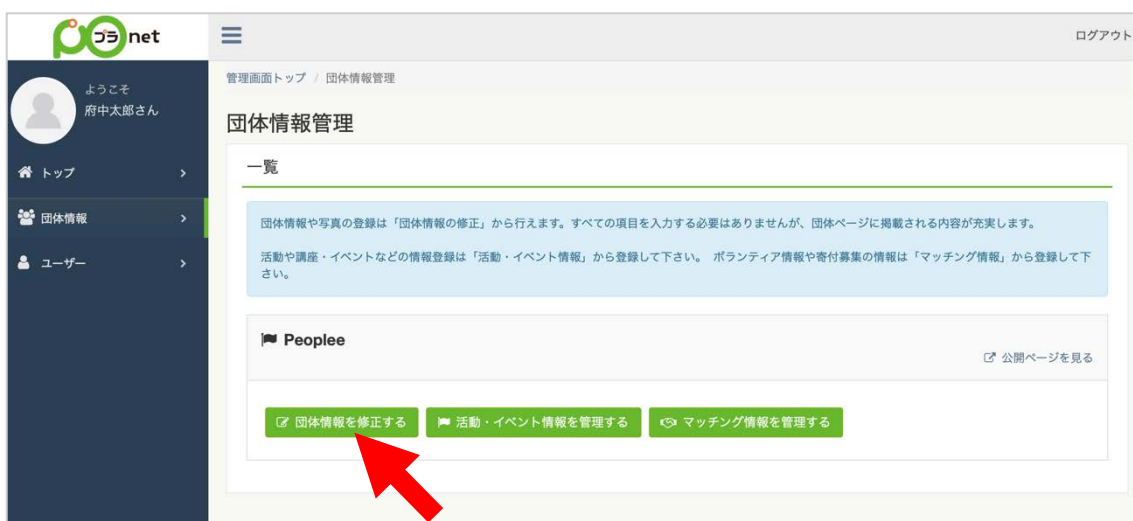 プラnet
ログアウト
ようこそ
府中太郎さん
トップ
団体情報
ユーザー
管理画面トップ / 団体情報管理
団体情報管理
一覧
団体情報や写真の登録は「団体情報の修正」から行えます。すべての項目を入力する必要はありませんが、団体ページに掲載される内容が充実します。
活動や講座・イベントなどの情報登録は「活動・イベント情報」から登録して下さい。 ボランティア情報や寄付募集の情報は「マッチング情報」から登録して下
さい。
Peoplee
公開ページを見る
団体情報を修正する
活動・イベント情報を管理する
マッチング情報を管理する